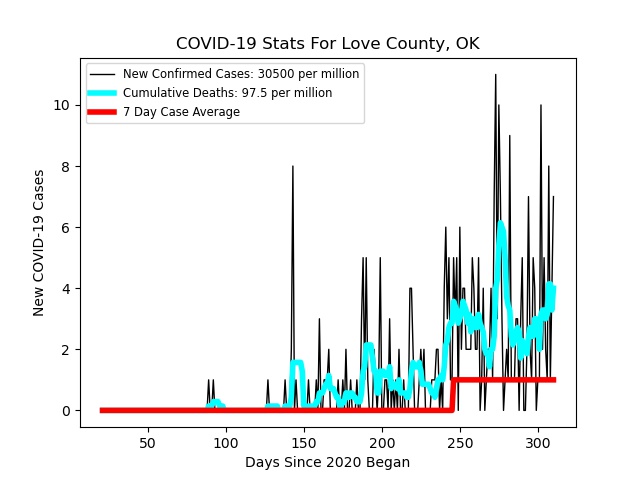 COVID-19 Stats For Love County, OK
New Confirmed Cases: 30500 per million
Cumulative Deaths: 97.5 per million
7 Day Case Average
New COVID-19 Cases
10
8
6
4
2
0
50 100 150 200 250 300
Days Since 2020 Began